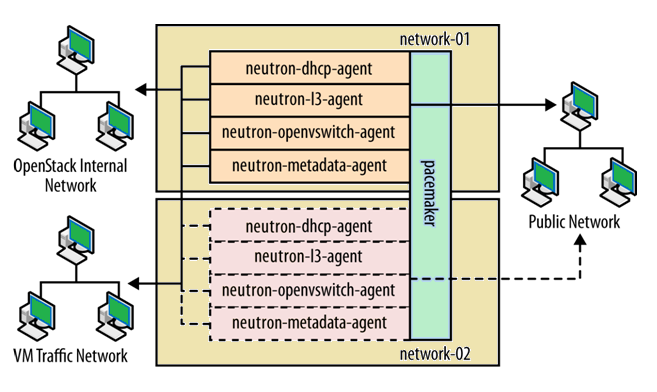 network-01
neutron-dhcp-agent
neutron-l3-agent
neutron-openvswitch-agent
neutron-metadata-agent
pacemaker
OpenStack Internal
Network
Public Network
neutron-dhcp-agent
neutron-l3-agent
neutron-openvswitch-agent
neutron-metadata-agent
VM Traffic Network
network-02